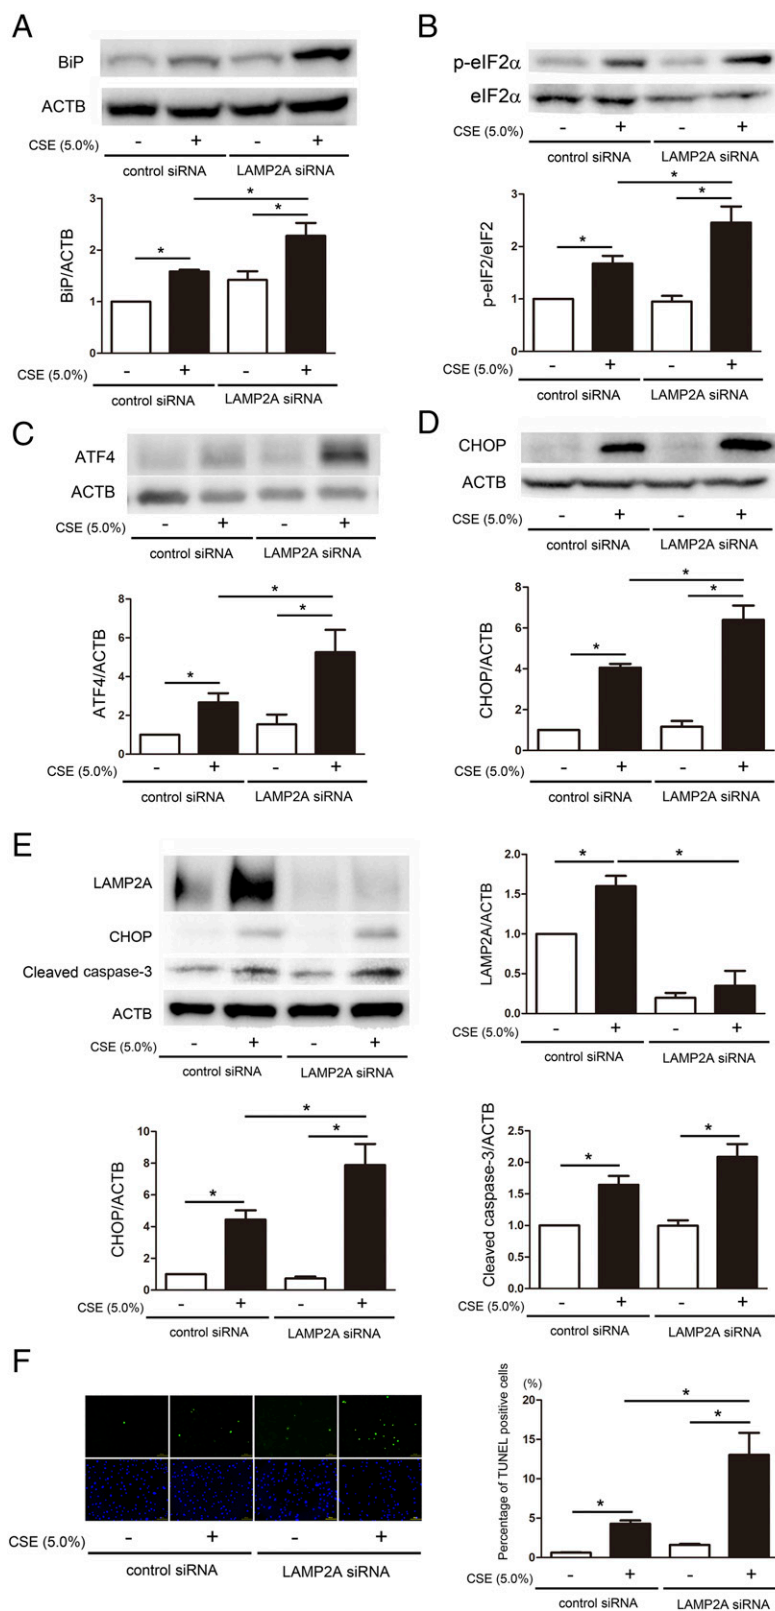 A
BiP
ACTB
CSE (5.0%) - + - +
control siRNA LAMP2A siRNA
BiP/ACTB
3
2
1
0
* * *
CSE (5.0%) - + - +
control siRNA LAMP2A siRNA
B
p-eIF2α
eIF2α
CSE (5.0%) - + - +
control siRNA LAMP2A siRNA
p-eIF2/eIF2
3
2
1
0
* * *
CSE (5.0%) - + - +
control siRNA LAMP2A siRNA
C
ATF4
ACTB
CSE (5.0%) - + - +
control siRNA LAMP2A siRNA
ATF4/ACTB
8
6
4
2
0
* * *
CSE (5.0%) - + - +
control siRNA LAMP2A siRNA
D
CHOP
ACTB
CSE (5.0%) - + - +
control siRNA LAMP2A siRNA
CHOP/ACTB
8
6
4
2
0
* * *
CSE (5.0%) - + - +
control siRNA LAMP2A siRNA
E
LAMP2A
CHOP
Cleaved caspase-3
ACTB
CSE (5.0%) - + - +
control siRNA LAMP2A siRNA
LAMP2A/ACTB
2.0
1.5
1.0
0.5
0.0
* *
CSE (5.0%) - + - +
control siRNA LAMP2A siRNA
CHOP/ACTB
10
8
6
4
2
0
* * *
CSE (5.0%) - + - +
control siRNA LAMP2A siRNA
Cleaved caspase-3/ACTB
2.5
2.0
1.5
1.0
0.5
0.0
* *
CSE (5.0%) - + - +
control siRNA LAMP2A siRNA
F
CSE (5.0%) - + - +
control siRNA LAMP2A siRNA
Percentage of TUNEL positive cells
(%)
20
15
10
5
0
* * *
CSE (5.0%) - + - +
control siRNA LAMP2A siRNA